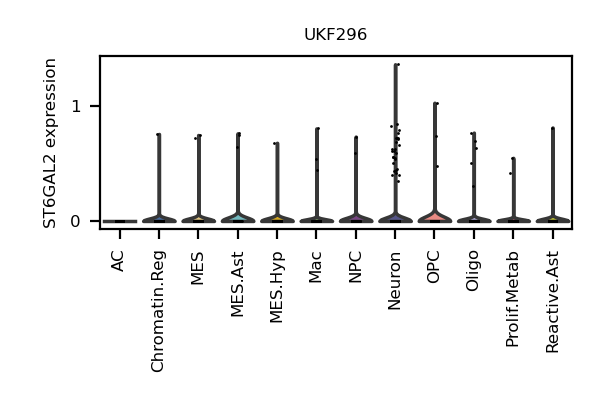 UKF296
ST6GAL2 expression
1
0
AC
Chromatin.Reg
MES
MES.Ast
MES.Hyp
Mac
NPC
Neuron
OPC
Oligo
Prolif.Metab
Reactive.Ast